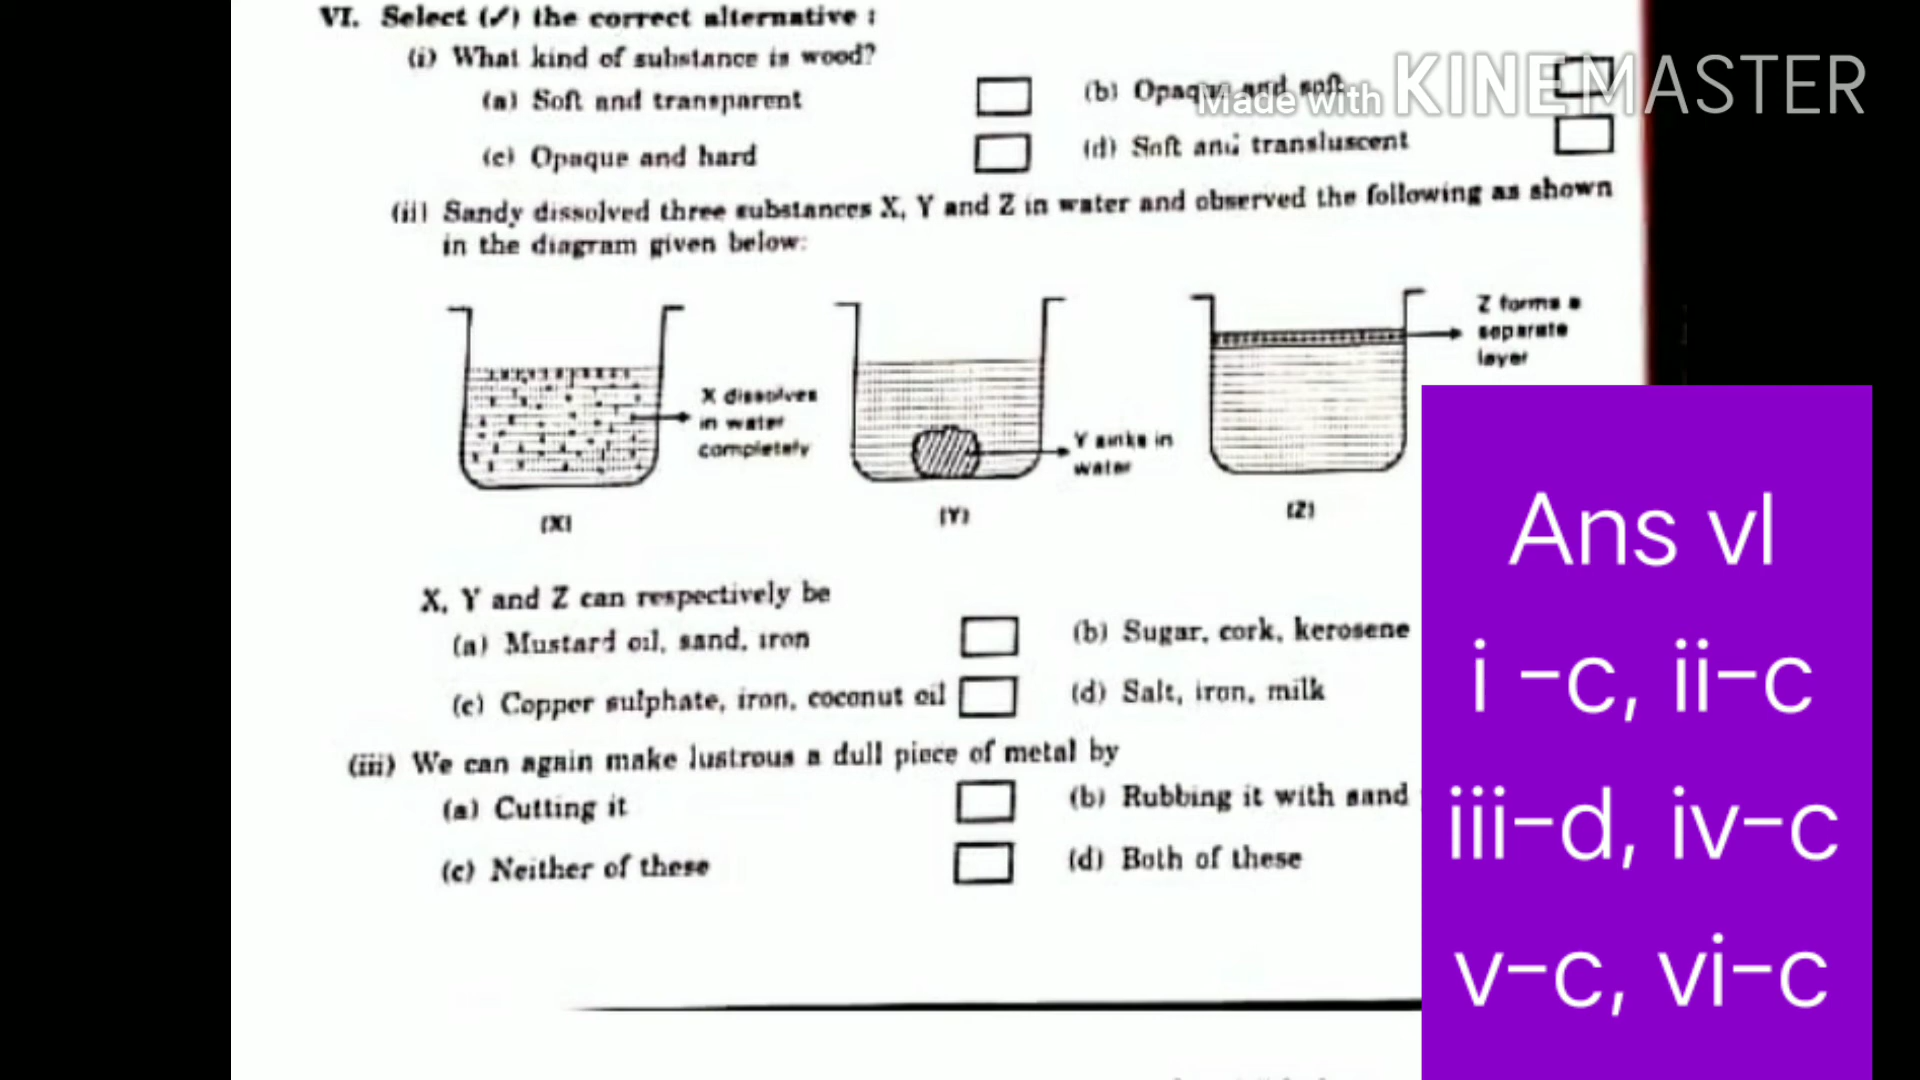 VI. Select (✓) the correct alternative :
(i) What kind of substance is wood?
(a) Soft and transparent
(b) Opaque and soft
Made with KINEMASTER
(c) Opaque and hard
(d) Soft and transluscent
(ii) Sandy dissolved three substances X, Y and Z in water and observed the following as shown
in the diagram given below:
X dissolves
in water
completely
(X)
Y sinks in
water
(Y)
Z forms a
separate
layer
(Z)
X, Y and Z can respectively be
(a) Mustard oil, sand, iron
(b) Sugar, cork, kerosene
(c) Copper sulphate, iron, coconut oil
(d) Salt, iron, milk
(iii) We can again make lustrous a dull piece of metal by
(a) Cutting it
(b) Rubbing it with sand
(c) Neither of these
(d) Both of these
Ans vI
i -c, ii-c
iii-d, iv-c
v-c, vi-c